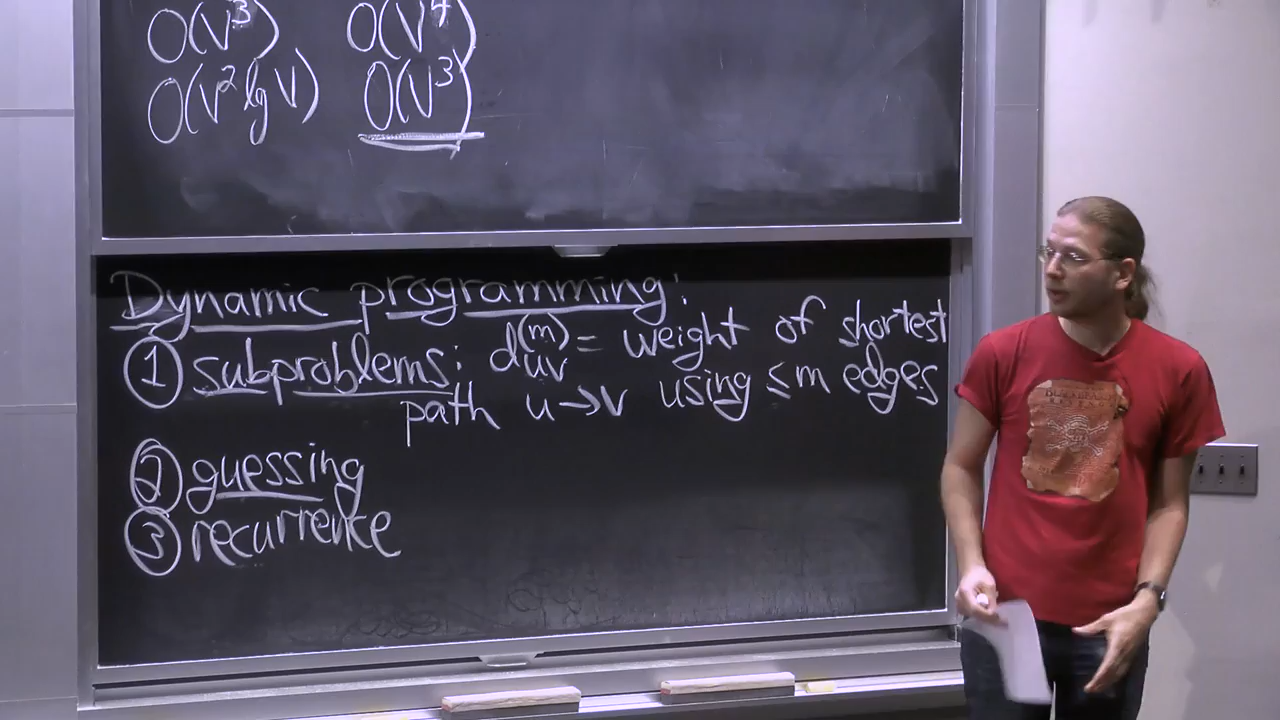 O(V³) O(V⁴)
O(V² lg V) O(V³)
Dynamic programming:
① subproblems: d_uv^(m) = weight of shortest
path u→v using ≤m edges
② guessing
③ recurrence